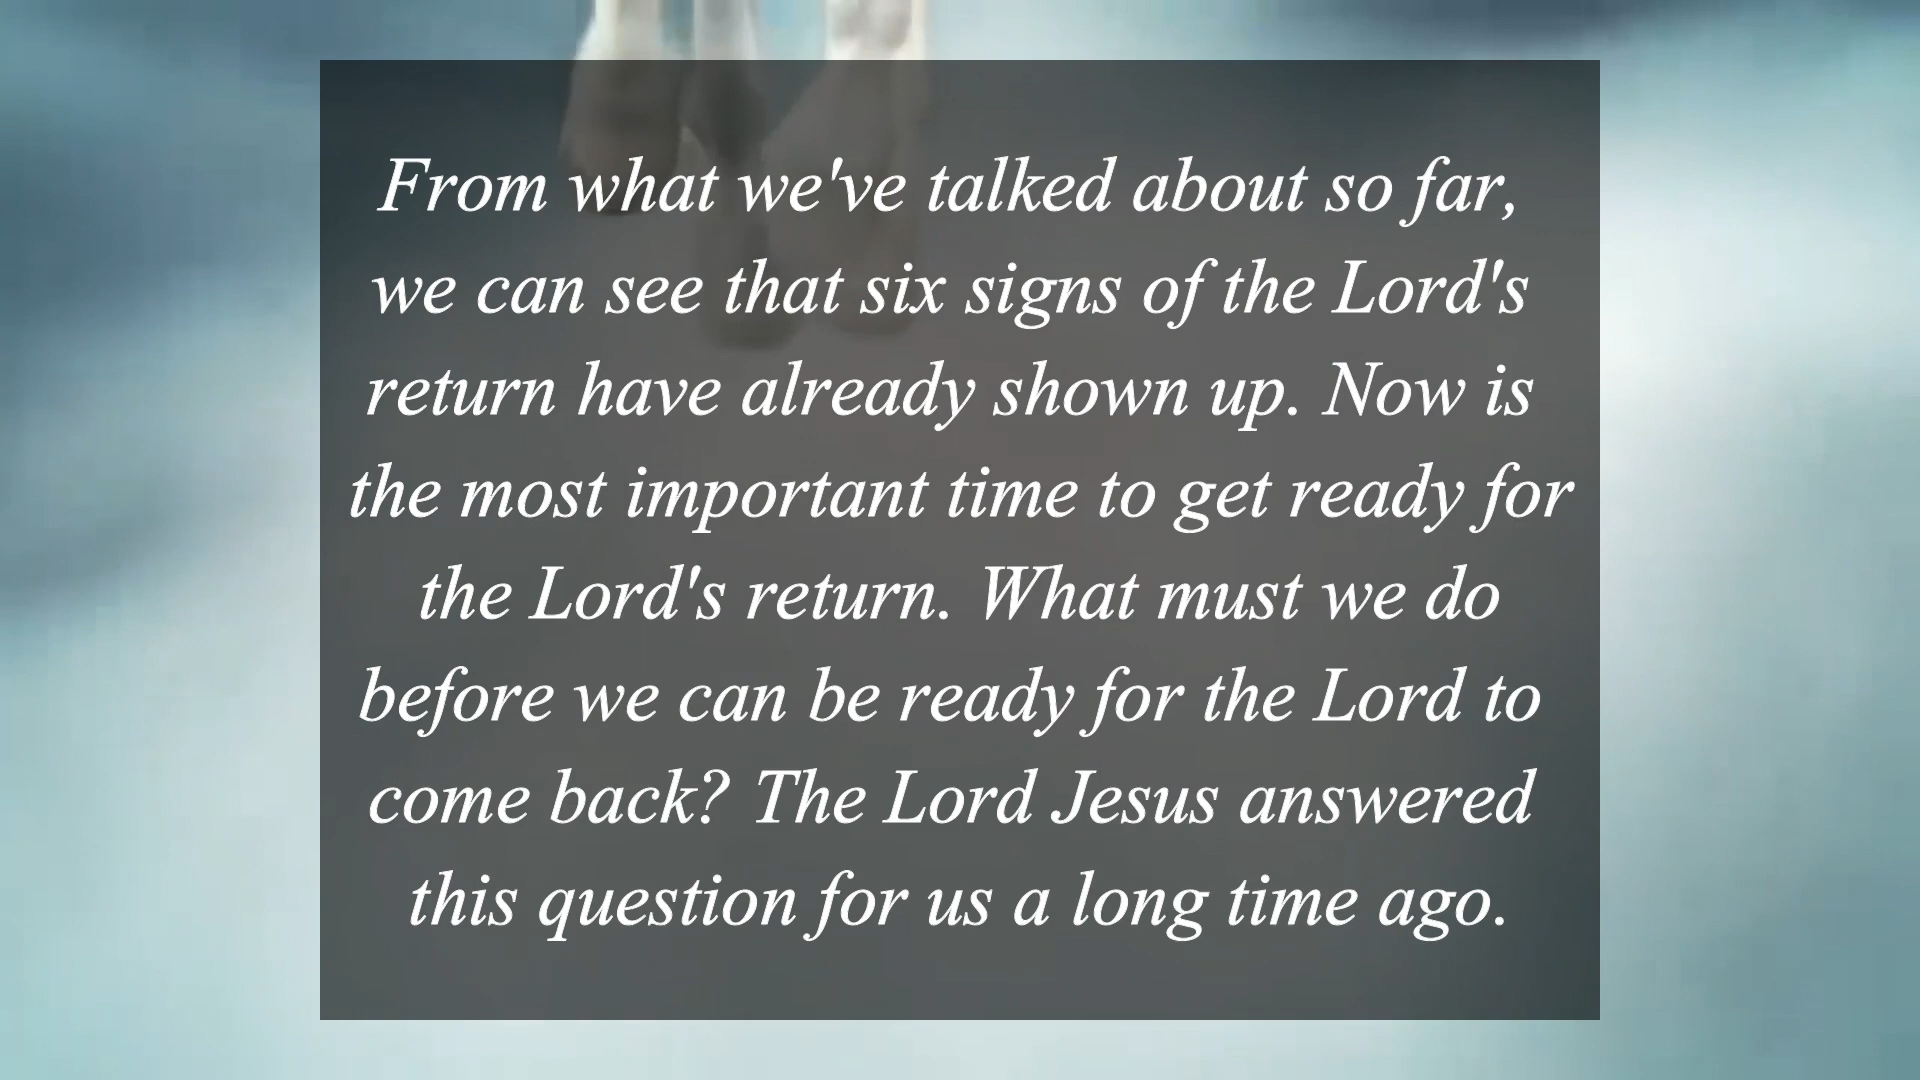 From what we've talked about so far,
we can see that six signs of the Lord's
return have already shown up. Now is
the most important time to get ready for
the Lord's return. What must we do
before we can be ready for the Lord to
come back? The Lord Jesus answered
this question for us a long time ago.